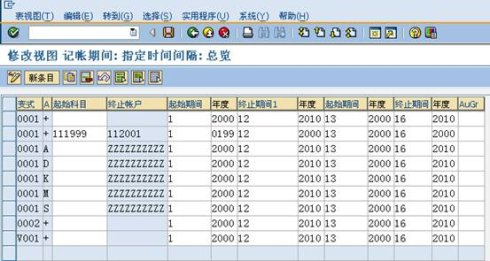 表视图(T) 编辑(E) 转到(G) 选择(S) 实用程序(U) 系统(Y) 帮助(H)
修改视图 记帐期间:指定时间间隔:总览
新条目
变式 A 起始科目 终止帐户 起始期间 年度 终止期间1 年度 起始期间 年度 终止期间 年度 AuGr
0001 + 1 2000 12 2010 13 2000 16 2010
0001 + 111999 112001 1 0199 12 2010 13 2000 16 2000
0001 A ZZZZZZZZZZ 1 2000 12 2010 13 2000 16 2010
0001 D ZZZZZZZZZZ 1 2000 12 2010 13 2000 16 2010
0001 K ZZZZZZZZZZ 1 2000 12 2010 13 2000 16 2010
0001 M ZZZZZZZZZZ 1 2000 12 2010 13 2000 16 2010
0001 S ZZZZZZZZZZ 1 2000 12 2010 13 2000 16 2010
0002 + 1 2000 12 2010 13 2000 16 2010
V001 + 1 2000 12 2010 13 2000 16 2010